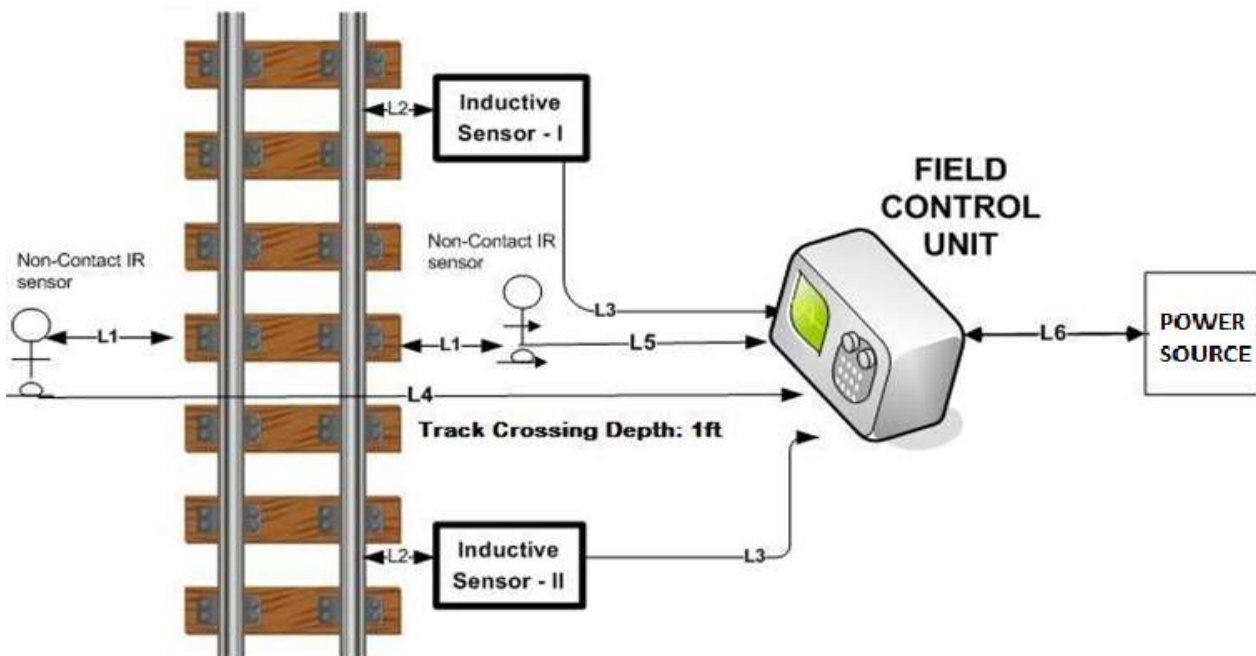 L2
Inductive
Sensor - I
FIELD
CONTROL
UNIT
Non-Contact IR
sensor
Non-Contact IR
sensor
L3
L1
L1
L5
L6
POWER
SOURCE
L4
Track Crossing Depth: 1ft
L2
Inductive
Sensor - II
L3